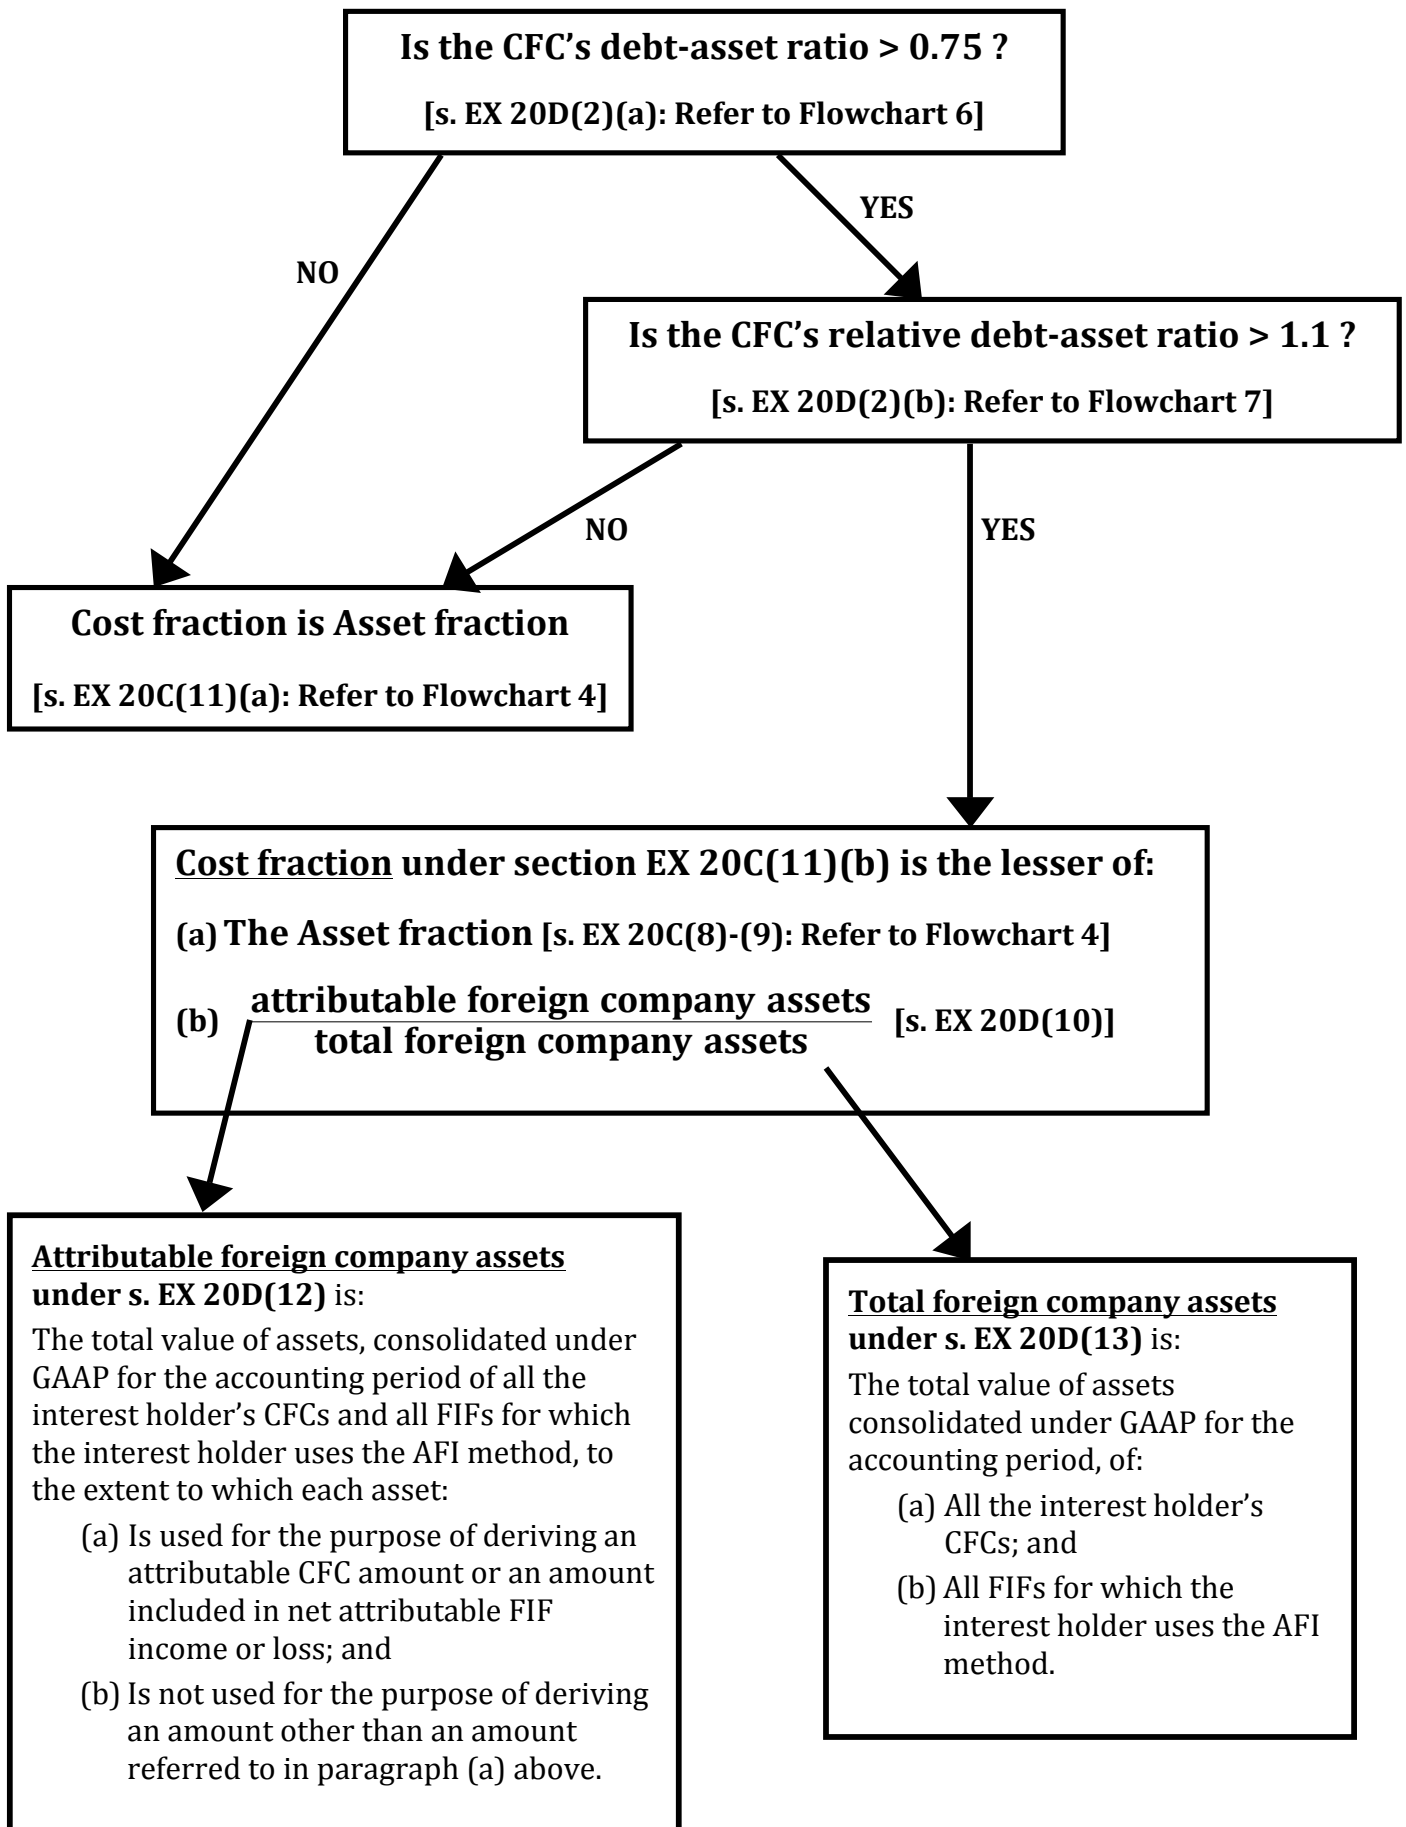 Is the CFC’s debt-asset ratio > 0.75 ?
[s. EX 20D(2)(a): Refer to Flowchart 6]
YES
NO
Is the CFC’s relative debt-asset ratio > 1.1 ?
[s. EX 20D(2)(b): Refer to Flowchart 7]
NO
YES
Cost fraction is Asset fraction
[s. EX 20C(11)(a): Refer to Flowchart 4]
Cost fraction under section EX 20C(11)(b) is the lesser of:
(a) The Asset fraction [s. EX 20C(8)-(9): Refer to Flowchart 4]
(b) attributable foreign company assets
total foreign company assets
[s. EX 20D(10)]
Attributable foreign company assets
under s. EX 20D(12) is:
The total value of assets, consolidated under
GAAP for the accounting period of all the
interest holder’s CFCs and all FIFs for which
the interest holder uses the AFI method, to
the extent to which each asset:
(a) Is used for the purpose of deriving an
attributable CFC amount or an amount
included in net attributable FIF
income or loss; and
(b) Is not used for the purpose of deriving
an amount other than an amount
referred to in paragraph (a) above.
Total foreign company assets
under s. EX 20D(13) is:
The total value of assets
consolidated under GAAP for the
accounting period, of:
(a) All the interest holder’s
CFCs; and
(b) All FIFs for which the
interest holder uses the AFI
method.